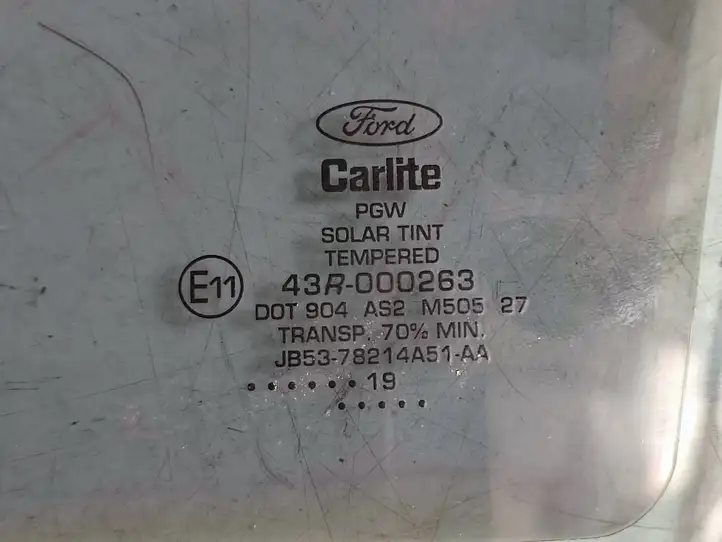 Ford
Carlite
PGW
SOLAR TINT
TEMPERED
E11 43R-000263
DOT 904 AS2 M505 27
TRANSP. 70% MIN.
JB53-78214A51-AA
......19
.....